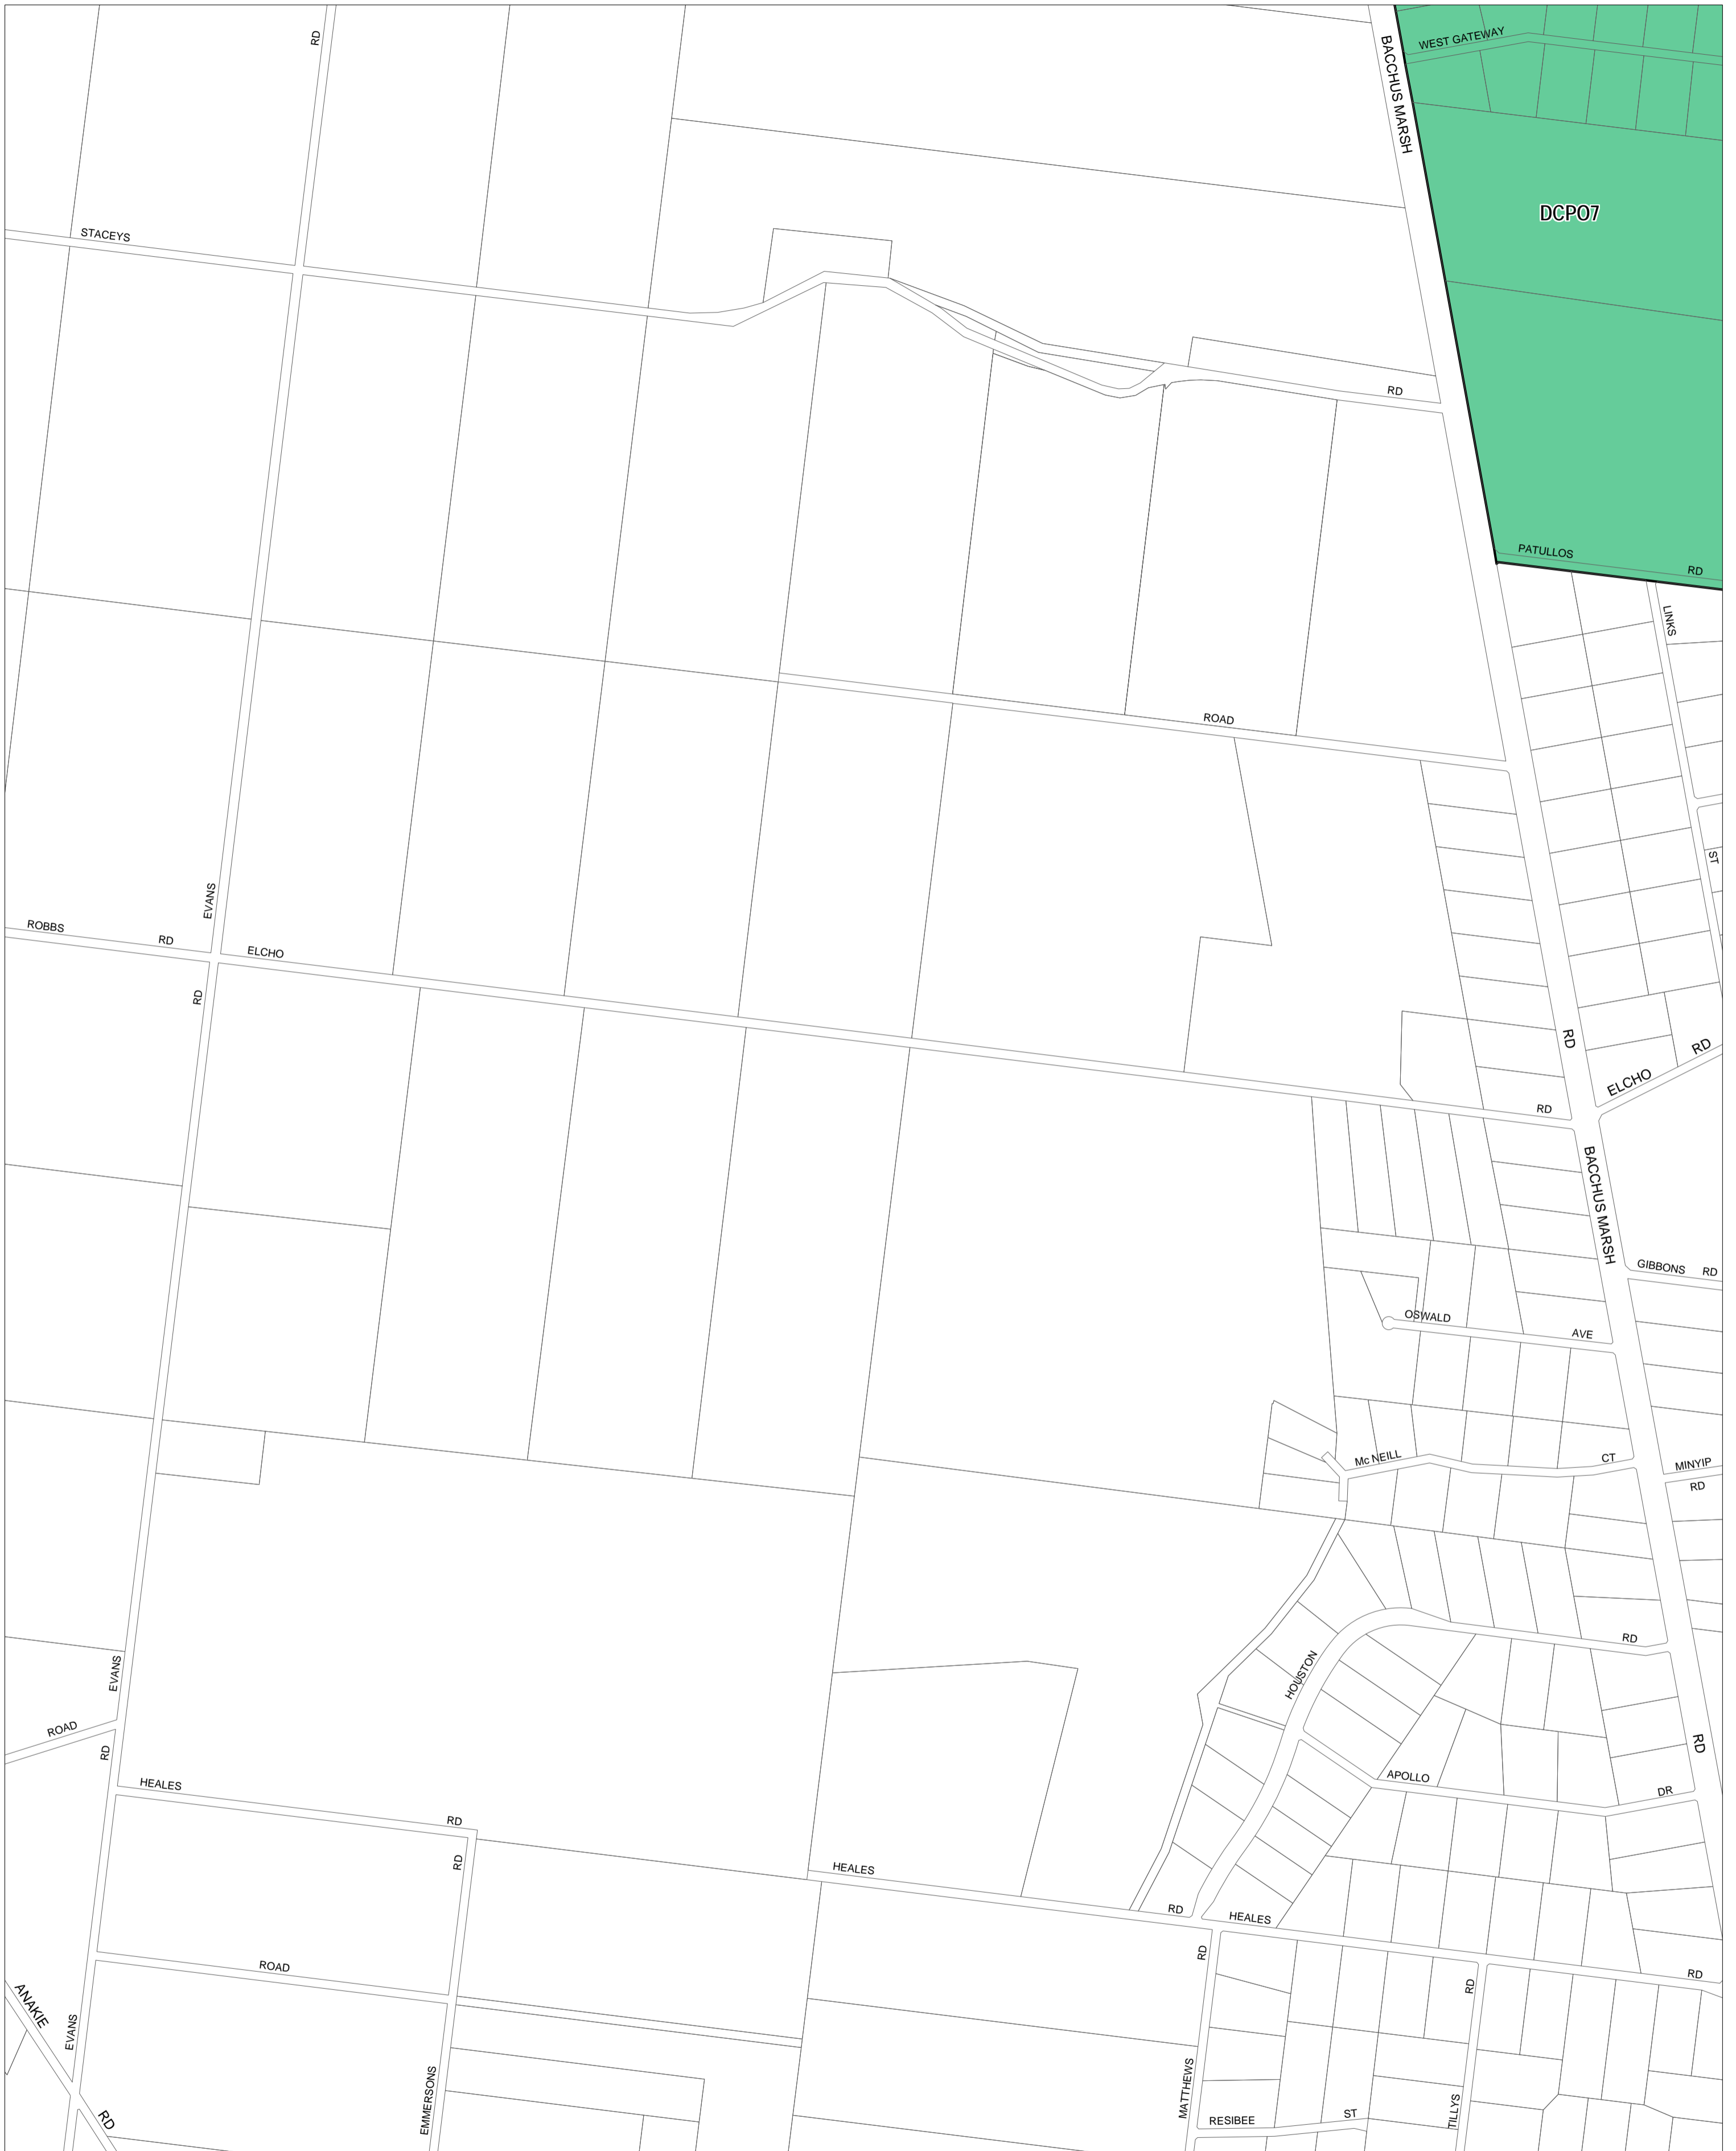 RD
BACCHUS MARSH
WEST GATEWAY
DCPO7
STACEYS
RD
PATULLOS
RD
LINKS
ROAD
ST
EVANS
ROBBS
RD
ELCHO
RD
RD
RD
ELCHO
RD
BACCHUS MARSH
GIBBONS RD
OSWALD
AVE
Mc NEILL
CT
MINYIP
RD
RD
HOUSTON
EVANS
ROAD
RD
RD
APOLLO
DR
HEALES
RD
RD
HEALES
RD
HEALES
RD
RD
RD
ROAD
ANAKIE
EVANS
RD
EMMERSONS
MATTHEWS
RESIBEE
ST
TILLYS